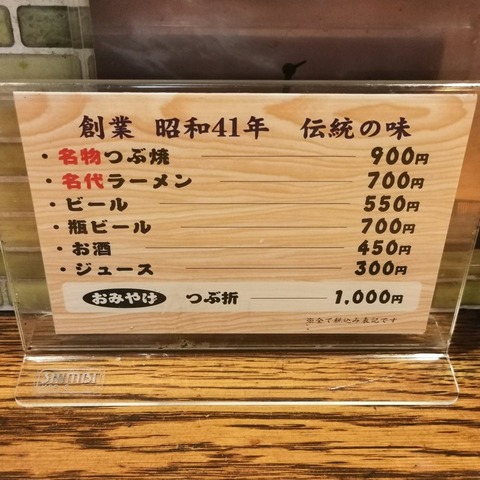 創業 昭和41年 伝統の味
・名物つぶ焼 900円
・名代ラーメン 700円
・ビール 550円
・瓶ビール 700円
・お酒 450円
・ジュース 300円
おみやげ つぶ折 1,000円
※全て税込み表記です